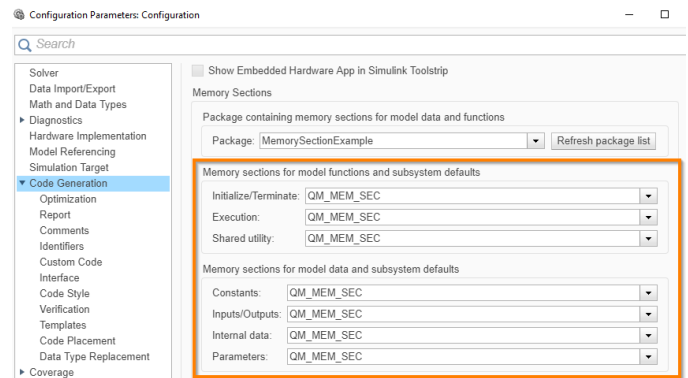 Configuration Parameters: Configuration
Search
Solver
Data Import/Export
Math and Data Types
Diagnostics
Hardware Implementation
Model Referencing
Simulation Target
Code Generation
Optimization
Report
Comments
Identifiers
Custom Code
Interface
Code Style
Verification
Templates
Code Placement
Data Type Replacement
Coverage
Show Embedded Hardware App in Simulink Toolstrip
Memory Sections
Package containing memory sections for model data and functions
Package: MemorySectionExample Refresh package list
Memory sections for model functions and subsystem defaults
Initialize/Terminate: QM_MEM_SEC
Execution: QM_MEM_SEC
Shared utility: QM_MEM_SEC
Memory sections for model data and subsystem defaults
Constants: QM_MEM_SEC
Inputs/Outputs: QM_MEM_SEC
Internal data: QM_MEM_SEC
Parameters: QM_MEM_SEC